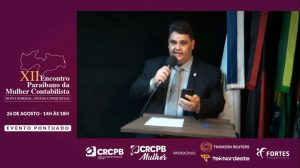 XII Encontro
Paraibano da
Mulher Contabilista
NOVO NORMAL, NOVAS CONQUISTAS
26 DE AGOSTO - 14H ÀS 18H
EVENTO PONTUADO
CRCPB
CRCPB
Mulher
PATROCÍNIO:
THOMSON REUTERS
TekNordeste
FORTES